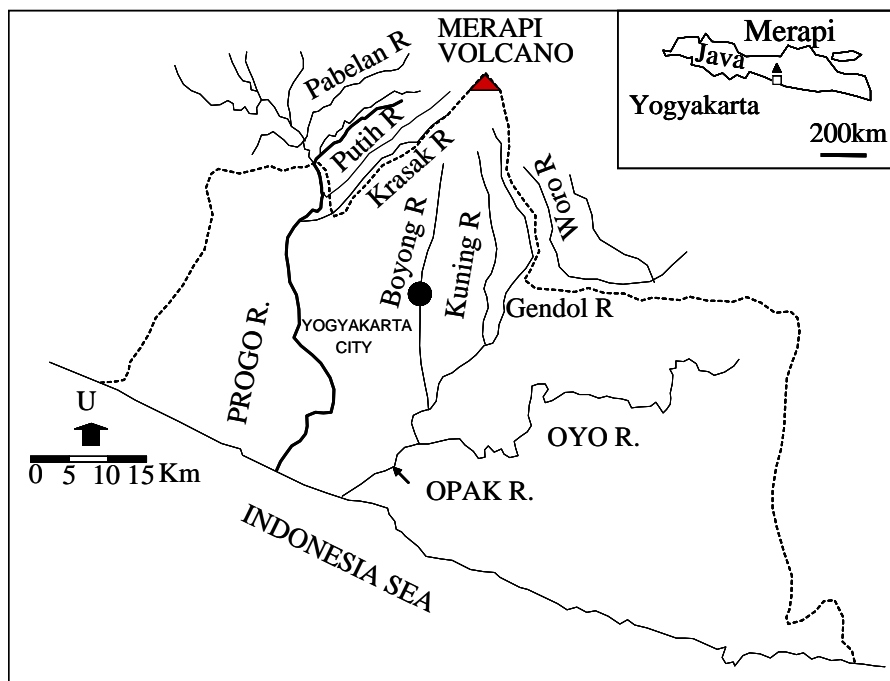 MERAPI
VOLCANO
Merapi
Java
Yogyakarta
200km
Pabelan R
Putih R
Krasak R
Boyong R
Kuning R
Woro R
Gendol R
YOGYAKARTA
CITY
PROGO R.
U
0 5 10 15 Km
OYO R.
OPAK R.
INDONESIA SEA